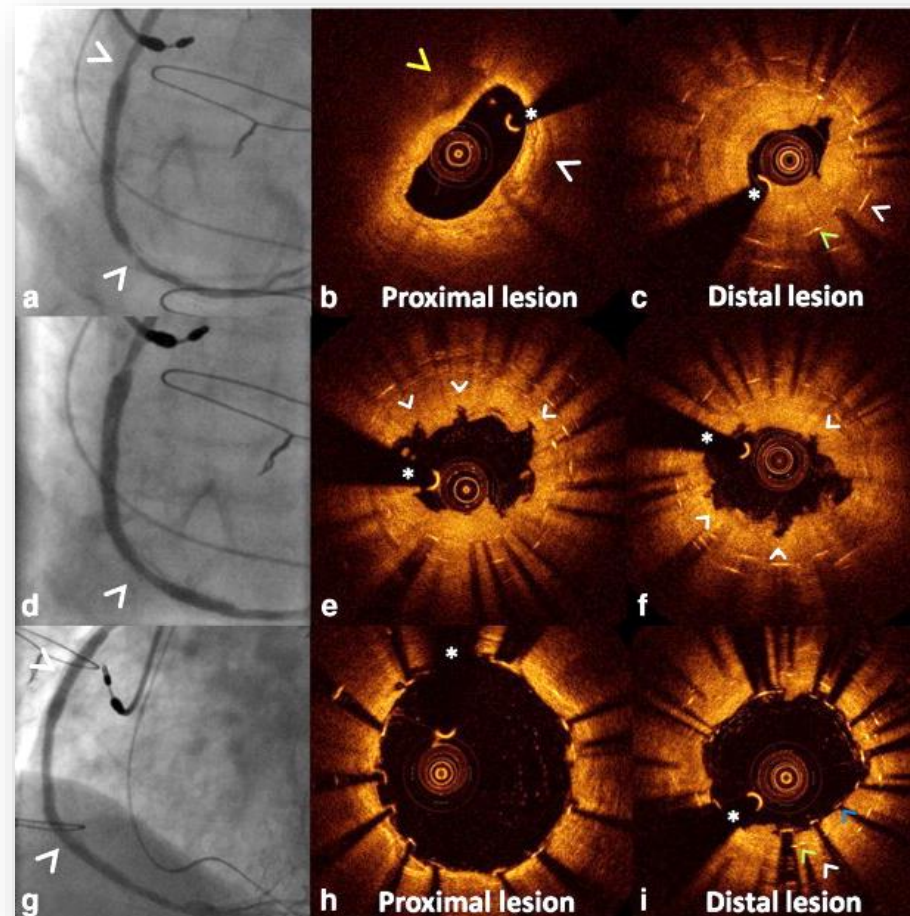 a
b Proximal lesion
c Distal lesion
d
e
f
g
h Proximal lesion
i Distal lesion